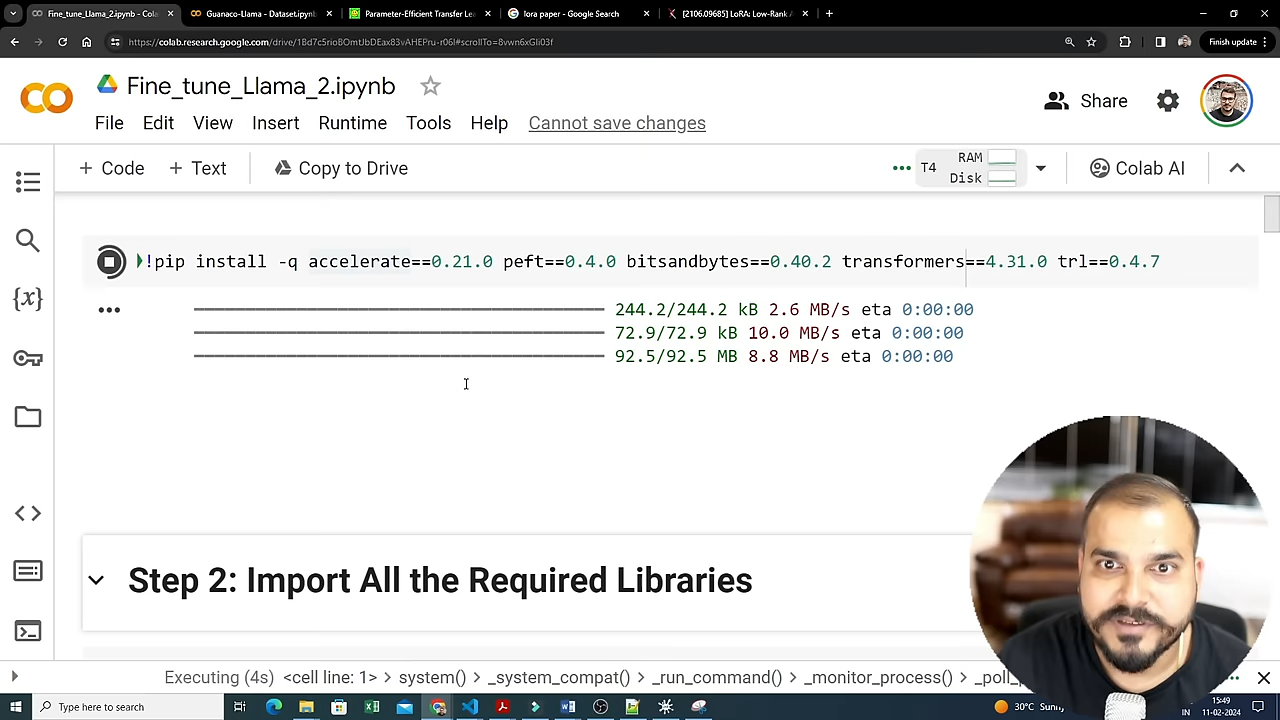 Fine_tune_Llama_2.ipynb - Cola
Guanaco-Llama - Dataset.ipynb
Parameter-Efficient Transfer Le
lora paper - Google Search
[2106.09685] LoRA: Low-Rank A
Finish update
Fine_tune_Llama_2.ipynb
File Edit View Insert Runtime Tools Help Cannot save changes
Share
+ Code + Text Copy to Drive
T4 RAM
Disk
Colab AI
!pip install -q accelerate==0.21.0 peft==0.4.0 bitsandbytes==0.40.2 transformers==4.31.0 trl==0.4.7
244.2/244.2 kB 2.6 MB/s eta 0:00:00
72.9/72.9 kB 10.0 MB/s eta 0:00:00
92.5/92.5 MB 8.8 MB/s eta 0:00:00
Step 2: Import All the Required Libraries
Executing (4s) <cell line: 1> > system() > _system_compat() > _run_command() > _monitor_process() >
Type here to search
30°C Sunny
IN
15:49
11-02-2024